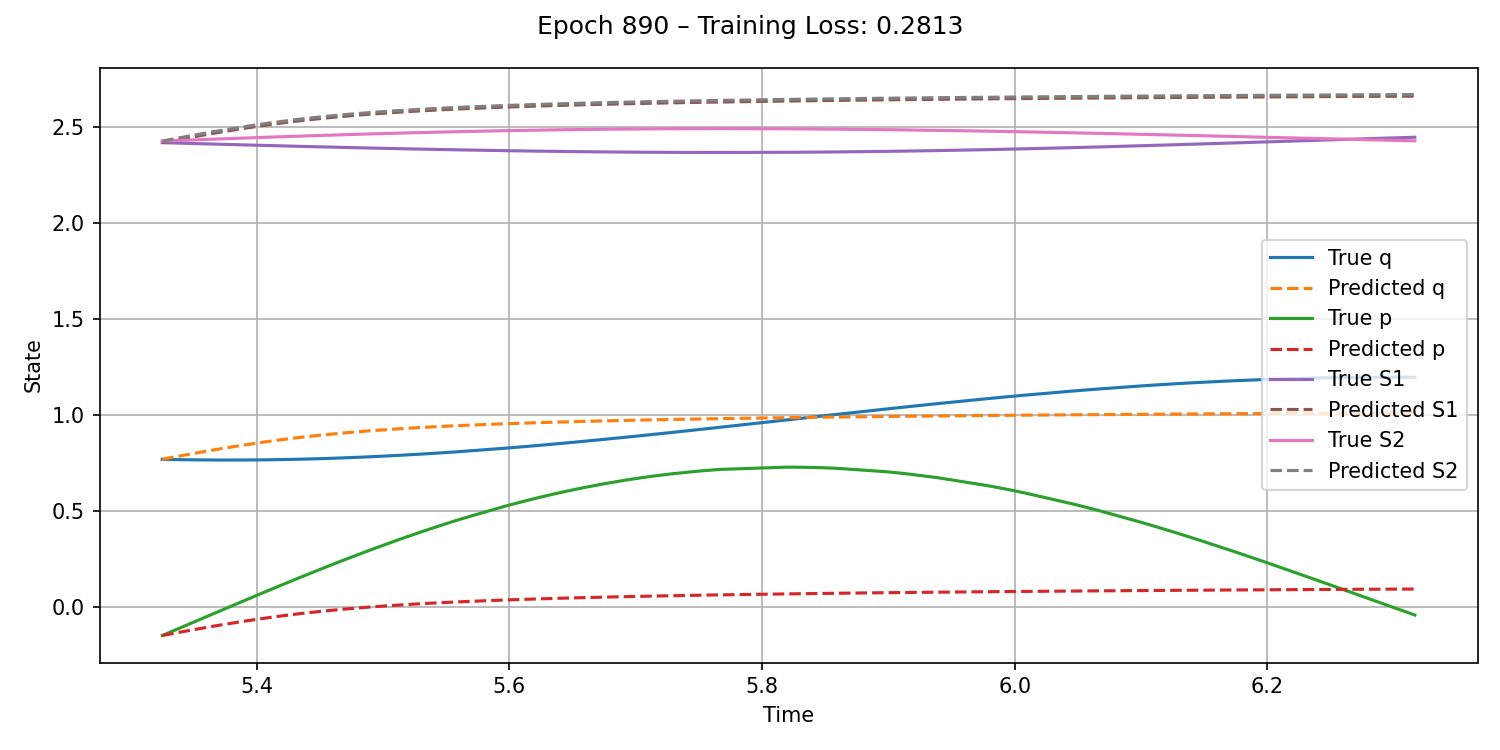 Epoch 890 – Training Loss: 0.2813
State
2.5
2.0
1.5
1.0
0.5
0.0
True q
Predicted q
True p
Predicted p
True S1
Predicted S1
True S2
Predicted S2
5.4 5.6 5.8 6.0 6.2
Time